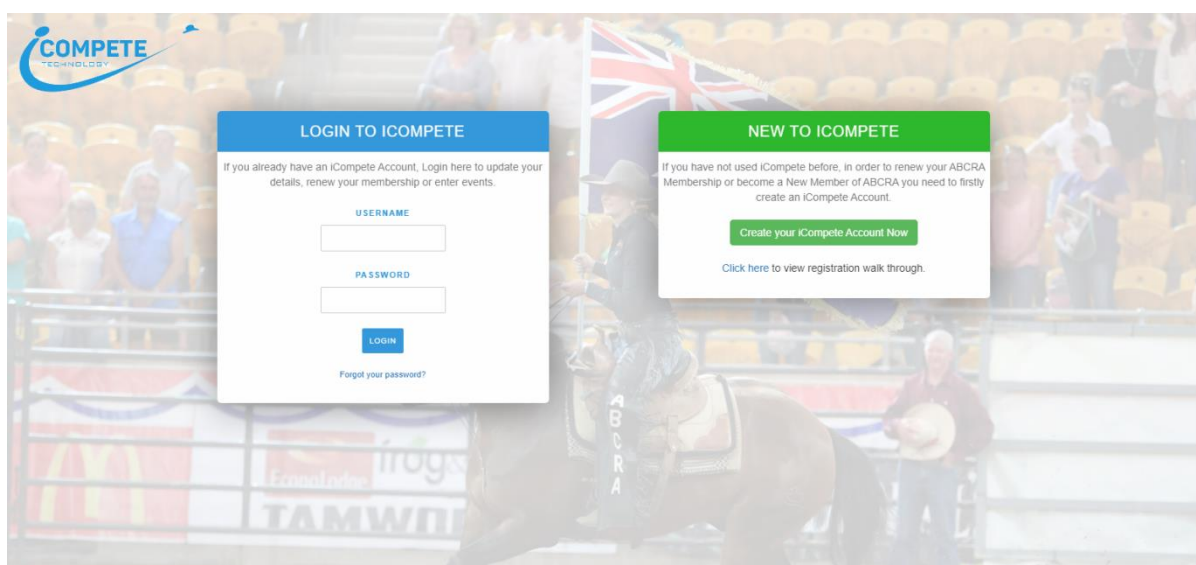 iCOMPETE
TECHNOLOGY
LOGIN TO ICOMPETE
If you already have an iCompete Account, Login here to update your
details, renew your membership or enter events.
USERNAME
PASSWORD
LOGIN
Forgot your password?
NEW TO ICOMPETE
If you have not used iCompete before, in order to renew your ABCRA
Membership or become a New Member of ABCRA you need to firstly
create an iCompete Account.
Create your iCompete Account Now
Click here to view registration walk through.
ABCRA
EconoLodge
frog